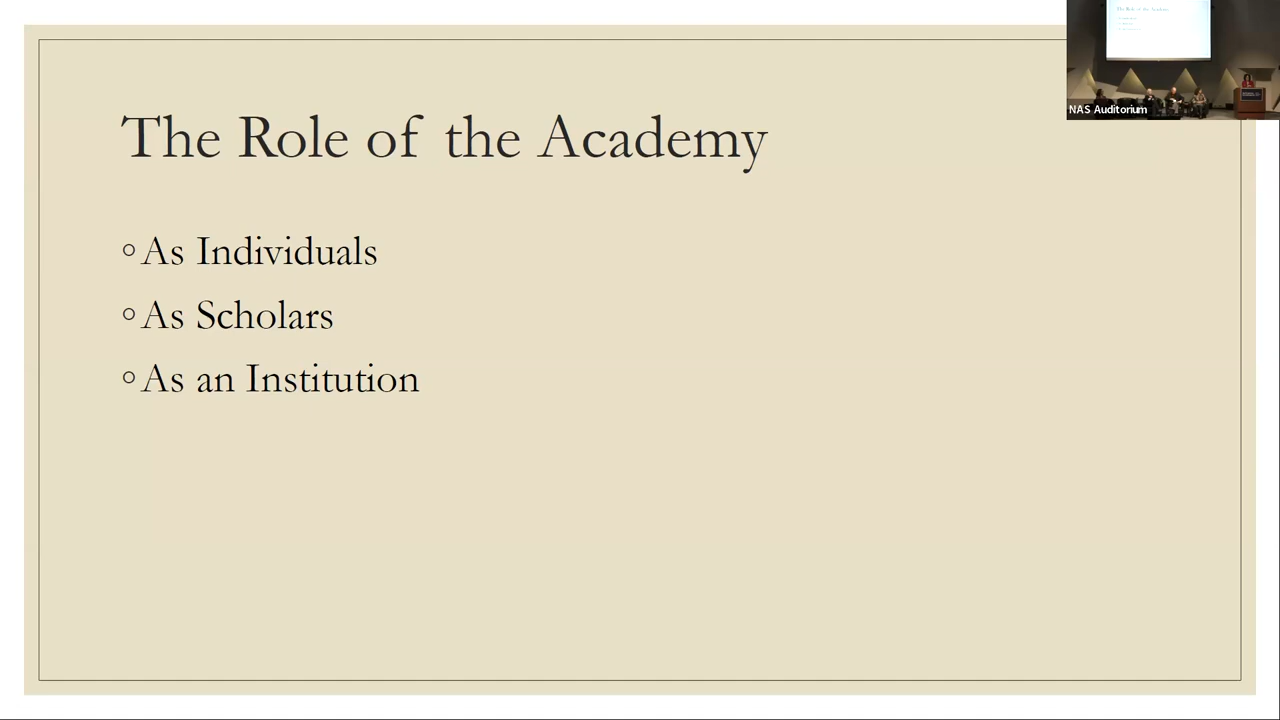 The Role of the Academy
◦As Individuals
◦As Scholars
◦As an Institution
NAS Auditorium